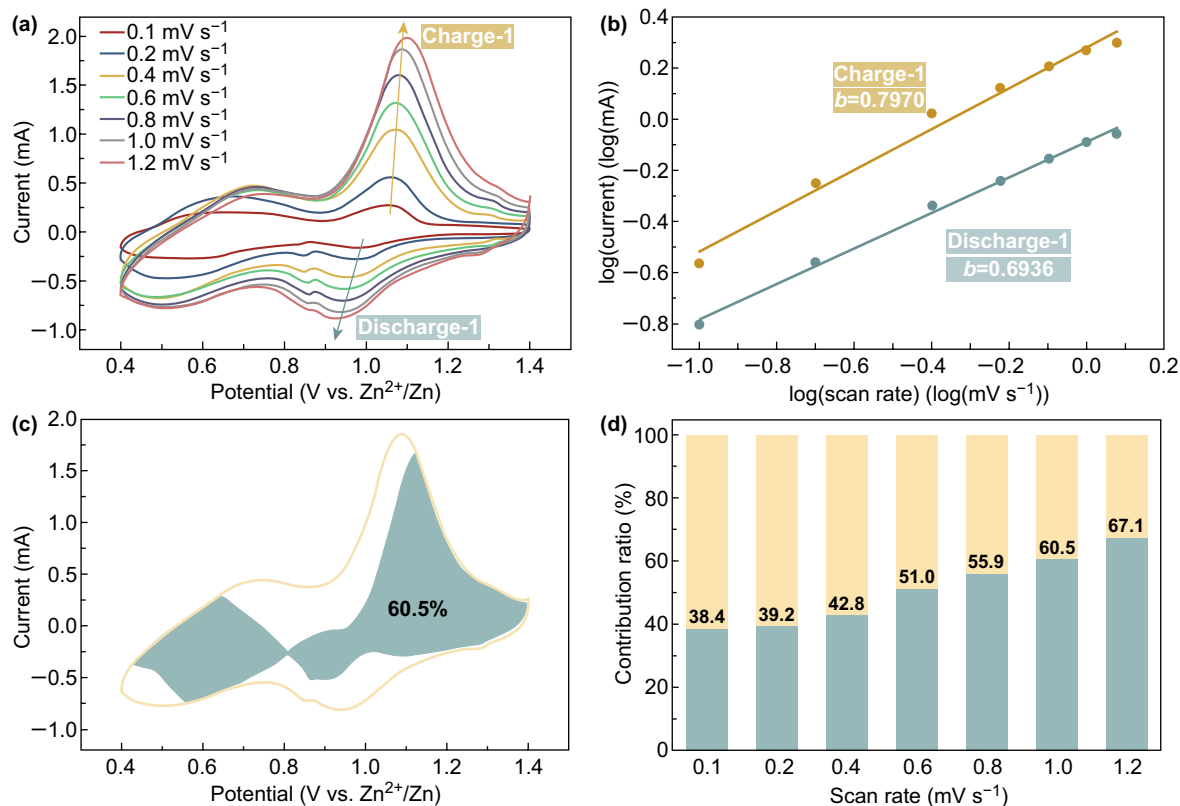 (a)
0.1 mV s⁻¹
0.2 mV s⁻¹
0.4 mV s⁻¹
0.6 mV s⁻¹
0.8 mV s⁻¹
1.0 mV s⁻¹
1.2 mV s⁻¹
Charge-1
Discharge-1
2.0
1.5
1.0
0.5
0.0
−0.5
−1.0
Current (mA)
0.4 0.6 0.8 1.0 1.2 1.4
Potential (V vs. Zn²⁺/Zn)
(b)
Charge-1
b=0.7970
Discharge-1
b=0.6936
0.4
0.2
0.0
−0.2
−0.4
−0.6
−0.8
log(current) (log(mA))
−1.0 −0.8 −0.6 −0.4 −0.2 0.0 0.2
log(scan rate) (log(mV s⁻¹))
(c)
60.5%
2.0
1.5
1.0
0.5
0.0
−0.5
−1.0
Current (mA)
0.4 0.6 0.8 1.0 1.2 1.4
Potential (V vs. Zn²⁺/Zn)
(d)
100
80
60
40
20
0
Contribution ratio (%)
38.4 39.2 42.8 51.0 55.9 60.5 67.1
0.1 0.2 0.4 0.6 0.8 1.0 1.2
Scan rate (mV s⁻¹)